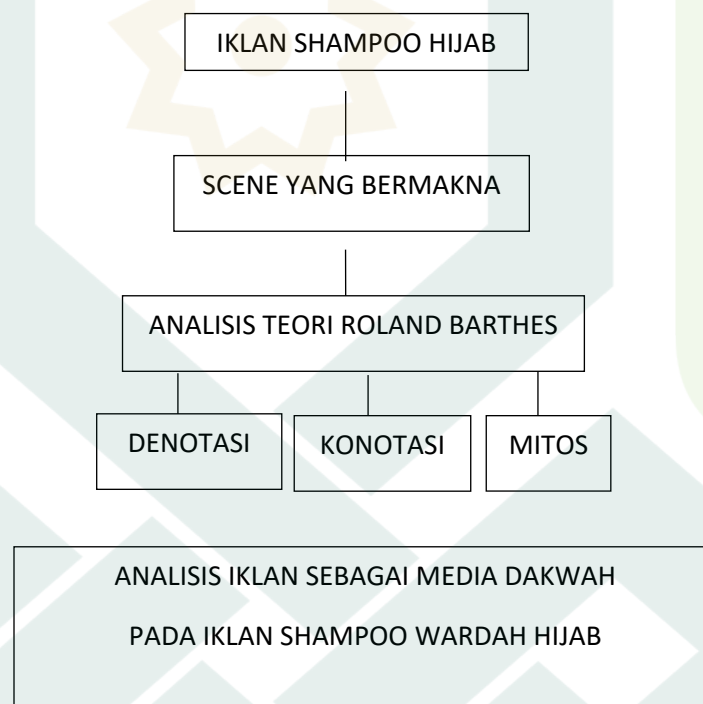 IKLAN SHAMPOO HIJAB
SCENE YANG BERMAKNA
ANALISIS TEORI ROLAND BARTHES
DENOTASI
KONOTASI
MITOS
ANALISIS IKLAN SEBAGAI MEDIA DAKWAH
PADA IKLAN SHAMPOO WARDAH HIJAB